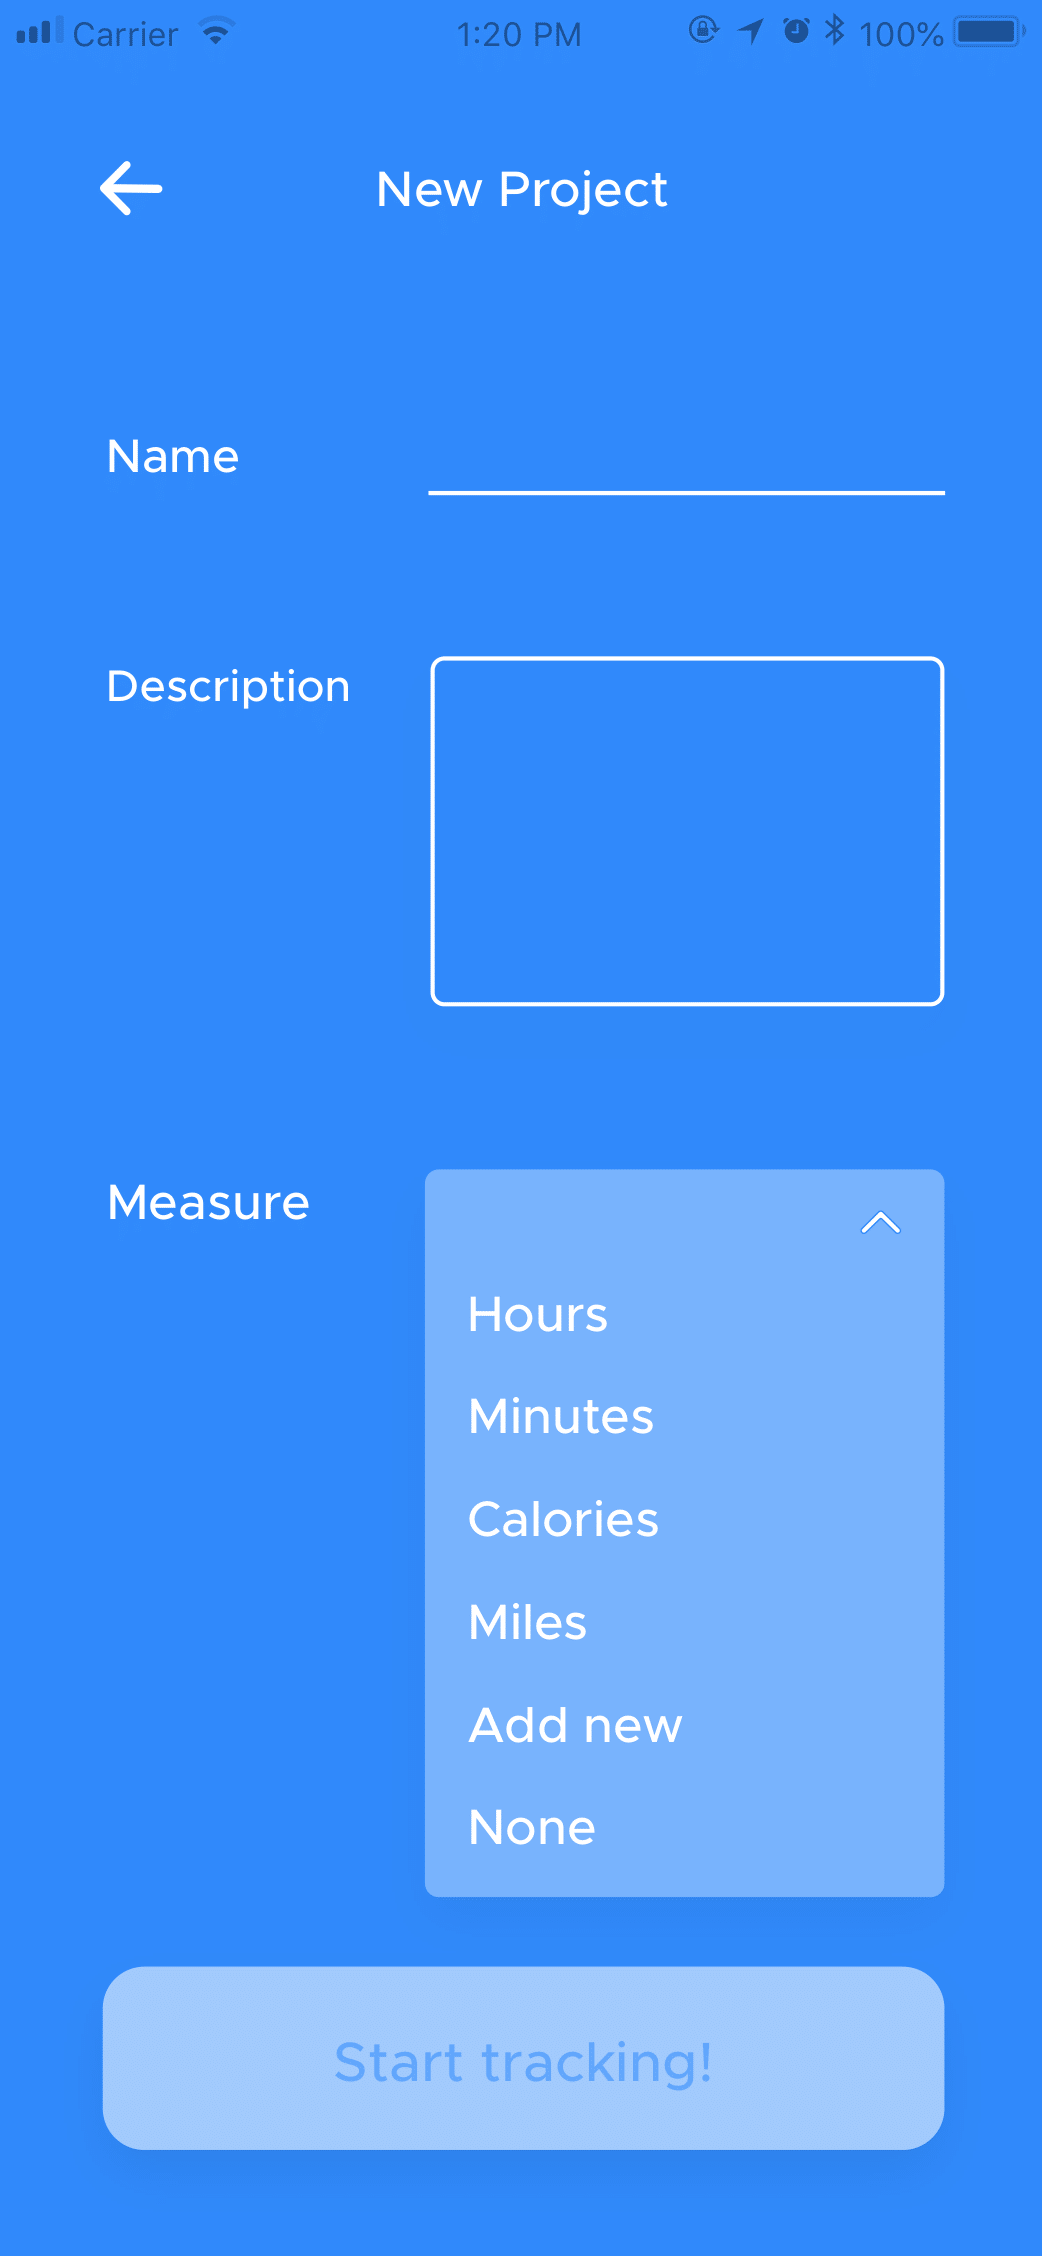 Carrier 1:20 PM 100%
New Project
Name
Description
Measure
Hours
Minutes
Calories
Miles
Add new
None
Start tracking!